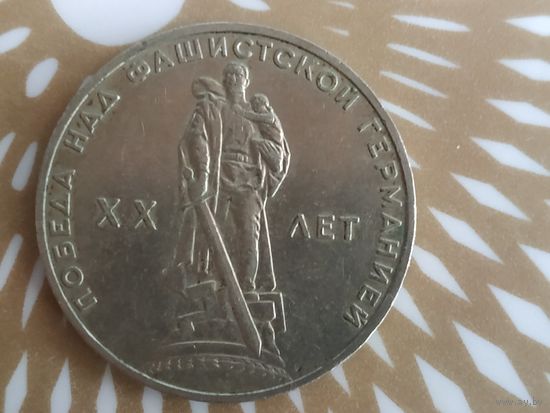 ПОБЕДА НАД ФАШИСТСКОЙ ГЕРМАНИЕЙ
XX ЛЕТ